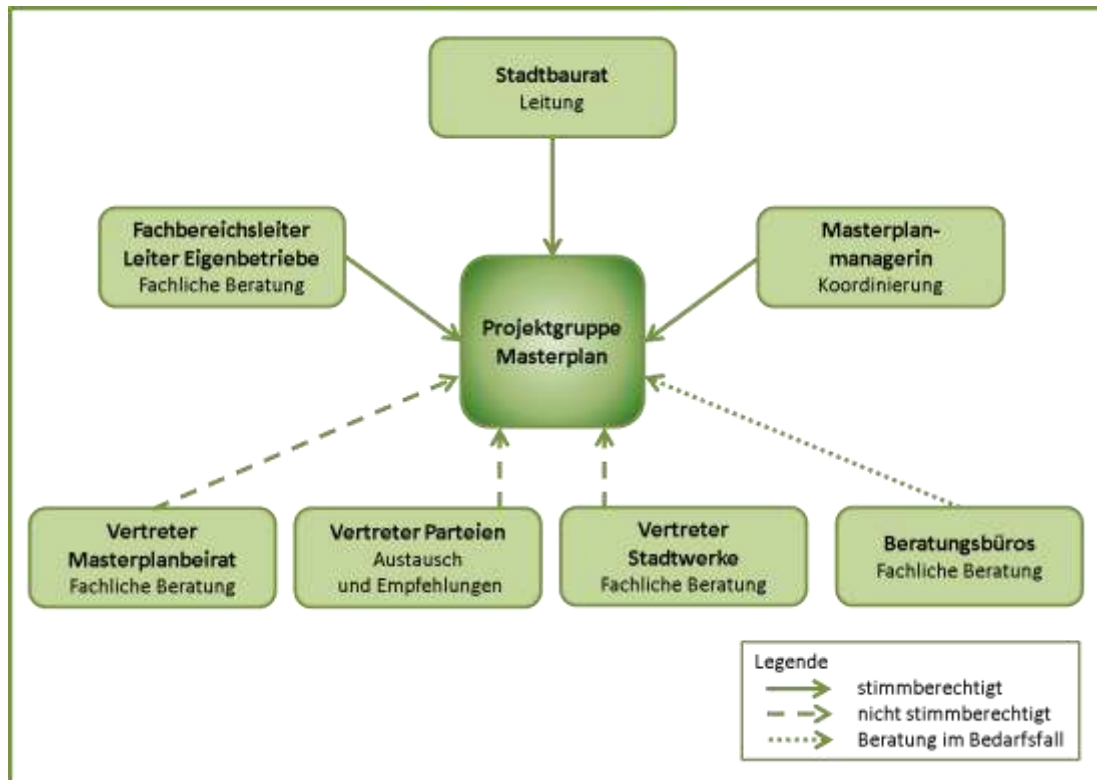 Stadtbaurat
Leitung
Fachbereichsleiter
Leiter Eigenbetriebe
Fachliche Beratung
Masterplan-
managerin
Koordinierung
Projektgruppe
Masterplan
Vertreter
Masterplanbeirat
Fachliche Beratung
Vertreter Parteien
Austausch
und Empfehlungen
Vertreter
Stadtwerke
Fachliche Beratung
Beratungsbüros
Fachliche Beratung
Legende
stimmberechtigt
nicht stimmberechtigt
Beratung im Bedarfsfall